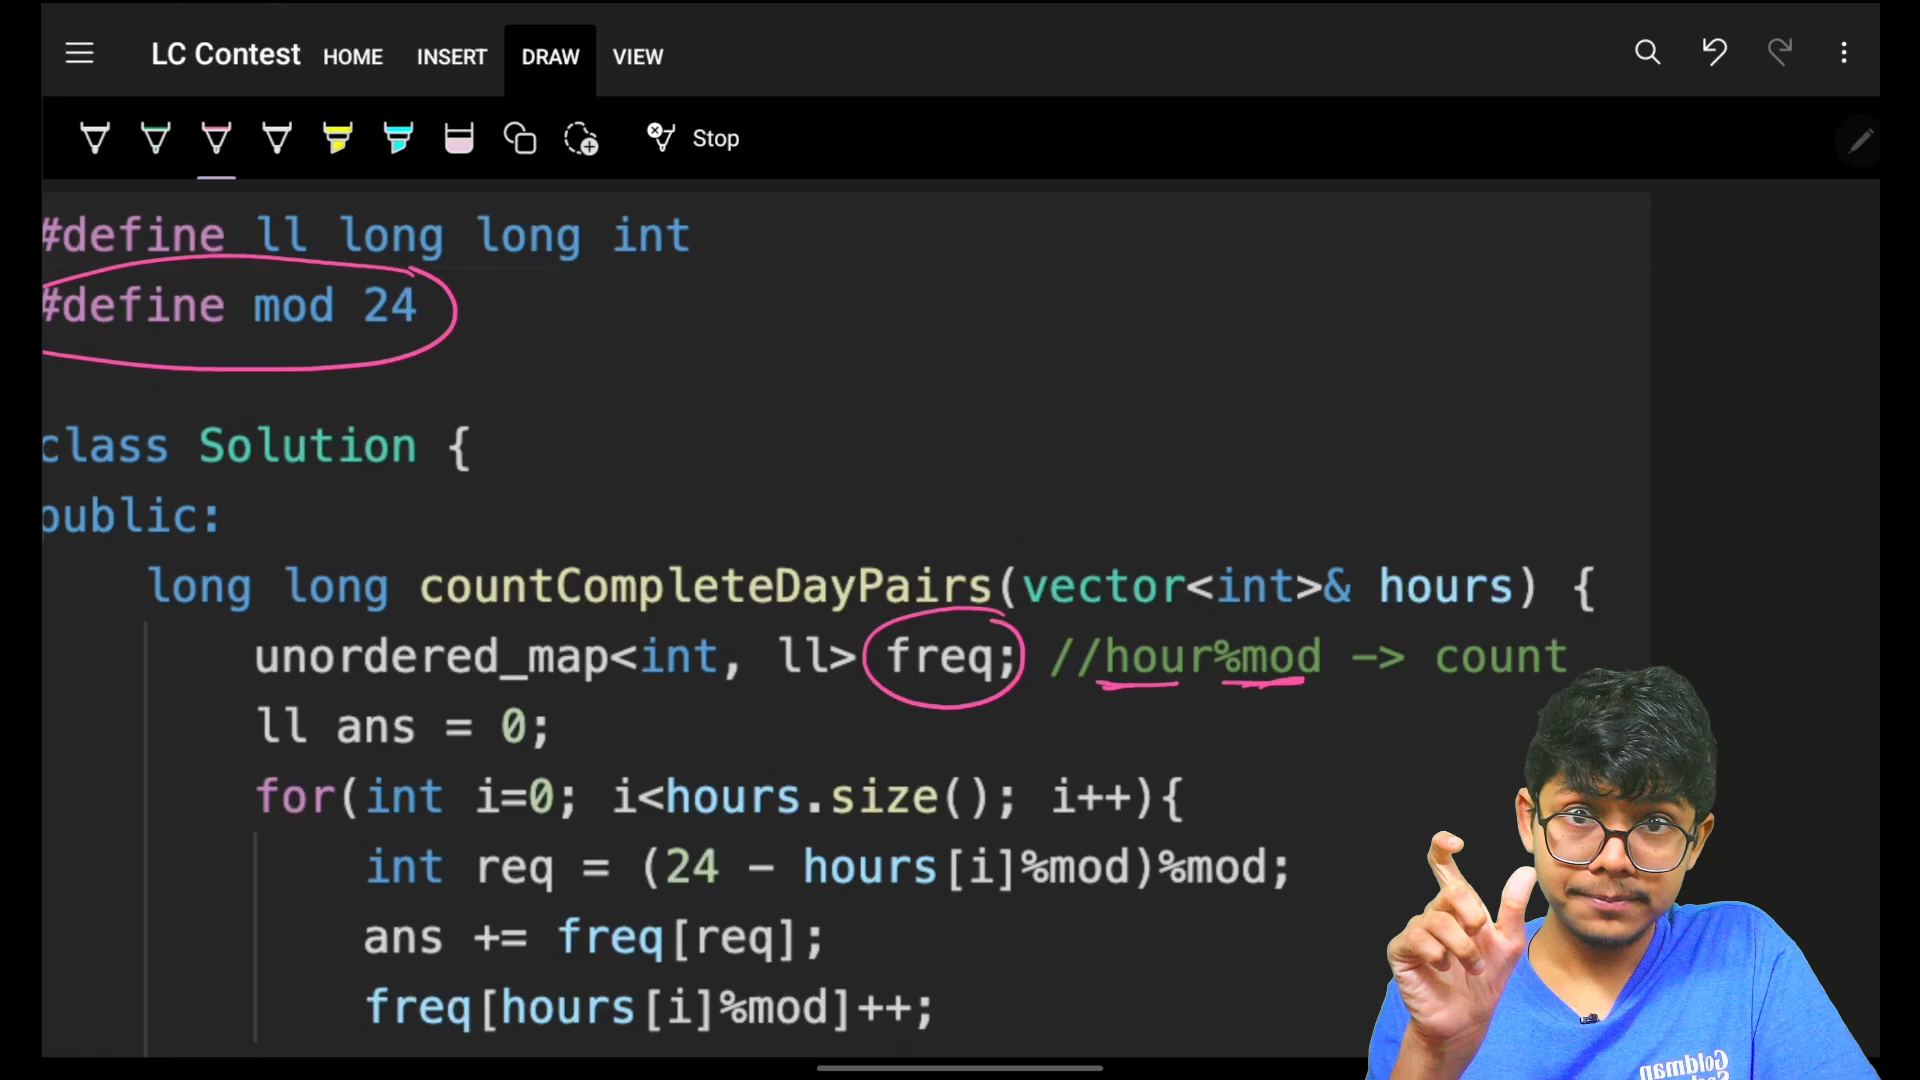 LC Contest HOME INSERT DRAW VIEW
Stop
#define ll long long int
#define mod 24
class Solution {
public:
long long countCompleteDayPairs(vector<int>& hours) {
unordered_map<int, ll> freq; //hour%mod -> count
ll ans = 0;
for(int i=0; i<hours.size(); i++){
int req = (24 - hours[i]%mod)%mod;
ans += freq[req];
freq[hours[i]%mod]++;
Goldman